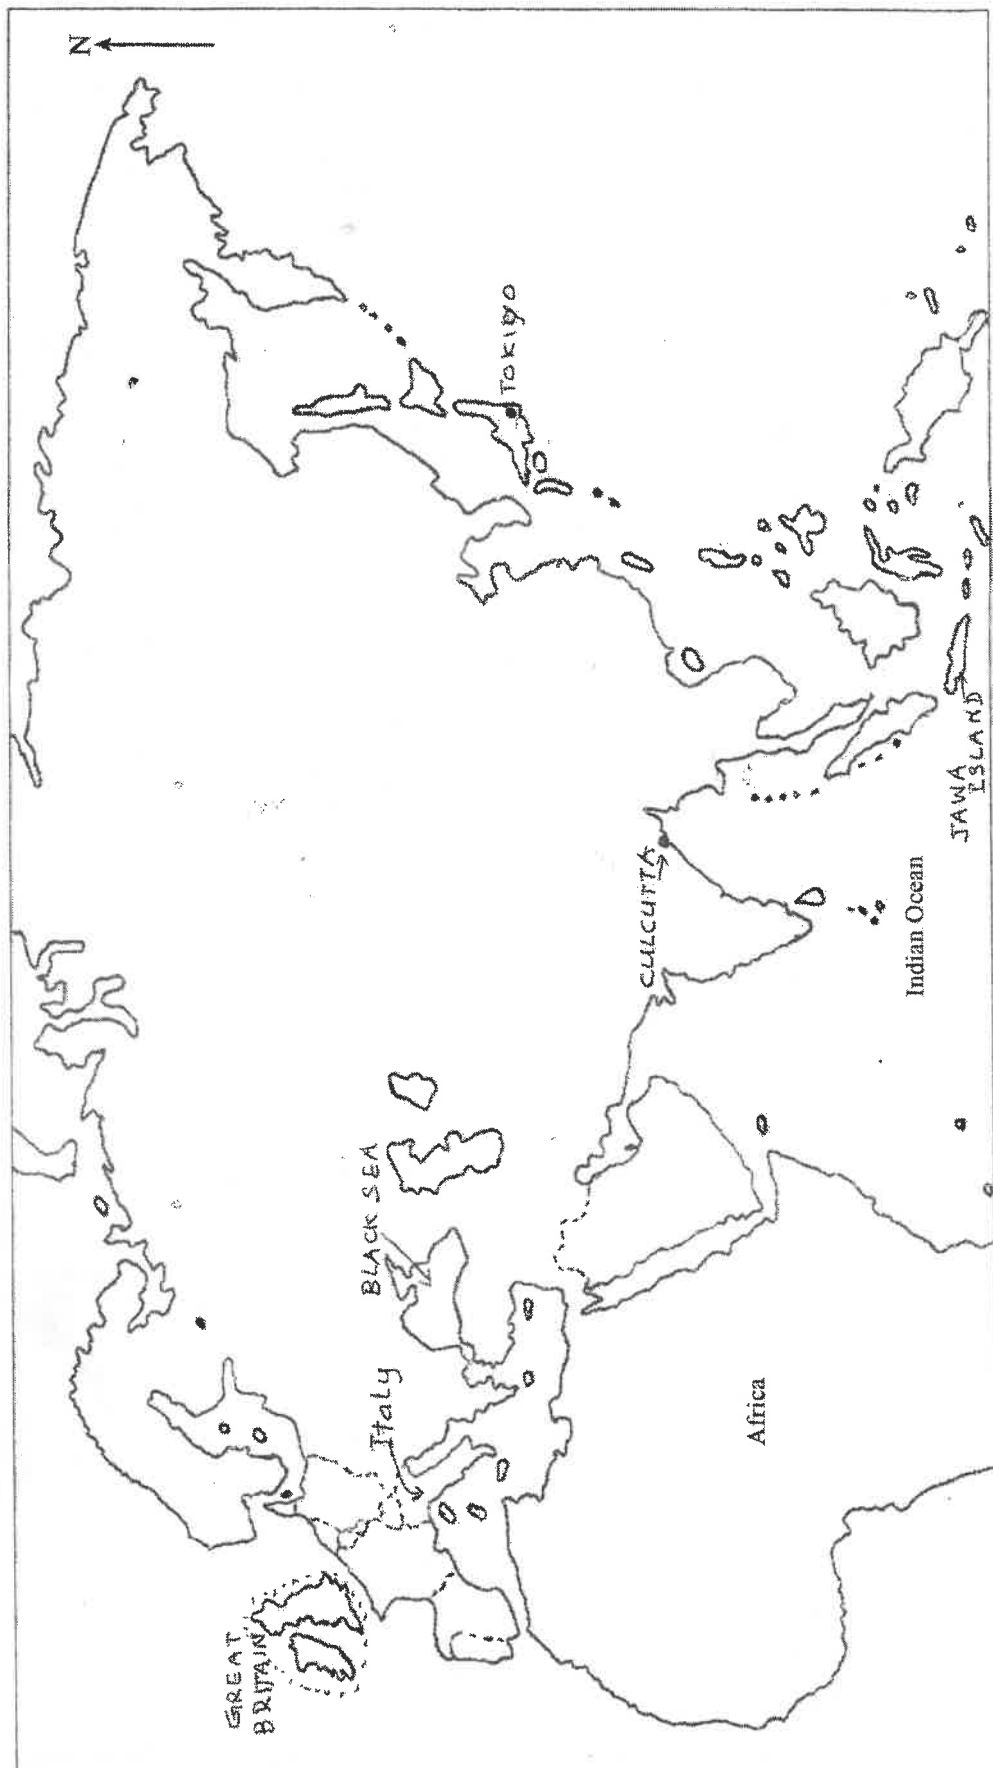 N
GREAT
BRITAIN
Italy
BLACK SEA
TOKIYO
CULCUTTA
Africa
Indian Ocean
JAWA
ISLAND